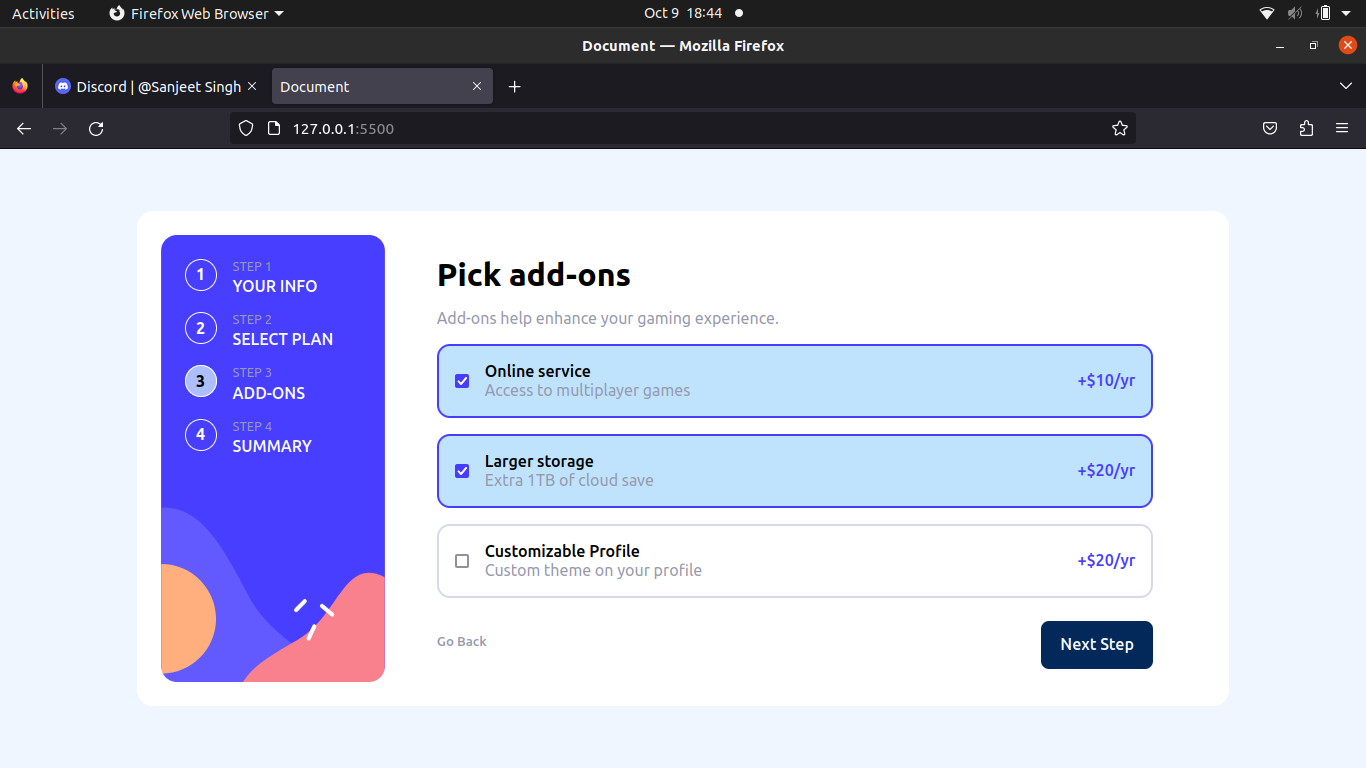 Activities Firefox Web Browser Oct 9 18:44
Document — Mozilla Firefox
Discord | @Sanjeet Singh Document
127.0.0.1:5500
1 STEP 1
YOUR INFO
2 STEP 2
SELECT PLAN
3 STEP 3
ADD-ONS
4 STEP 4
SUMMARY
Pick add-ons
Add-ons help enhance your gaming experience.
Online service
Access to multiplayer games
+$10/yr
Larger storage
Extra 1TB of cloud save
+$20/yr
Customizable Profile
Custom theme on your profile
+$20/yr
Go Back
Next Step